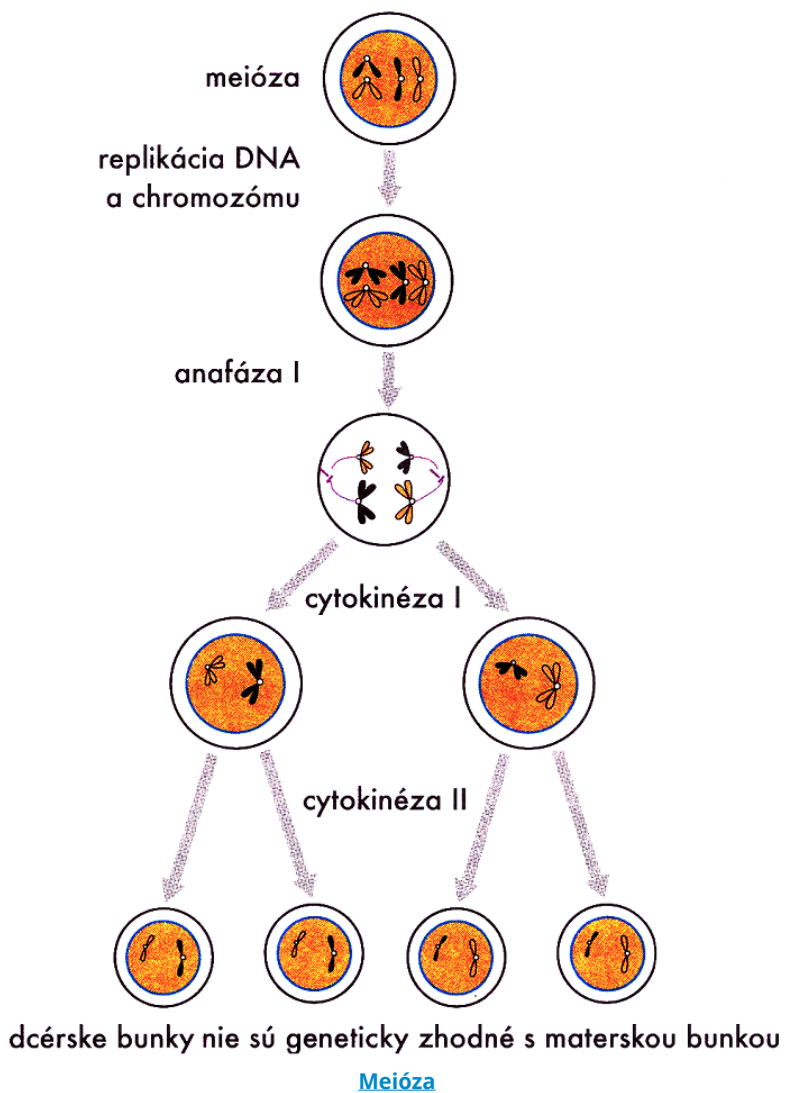 meióza
replikácia DNA
a chromozómu
anafáza I
cytokinéza I
cytokinéza II
dcérske bunky nie sú geneticky zhodné s materskou bunkou
Meióza